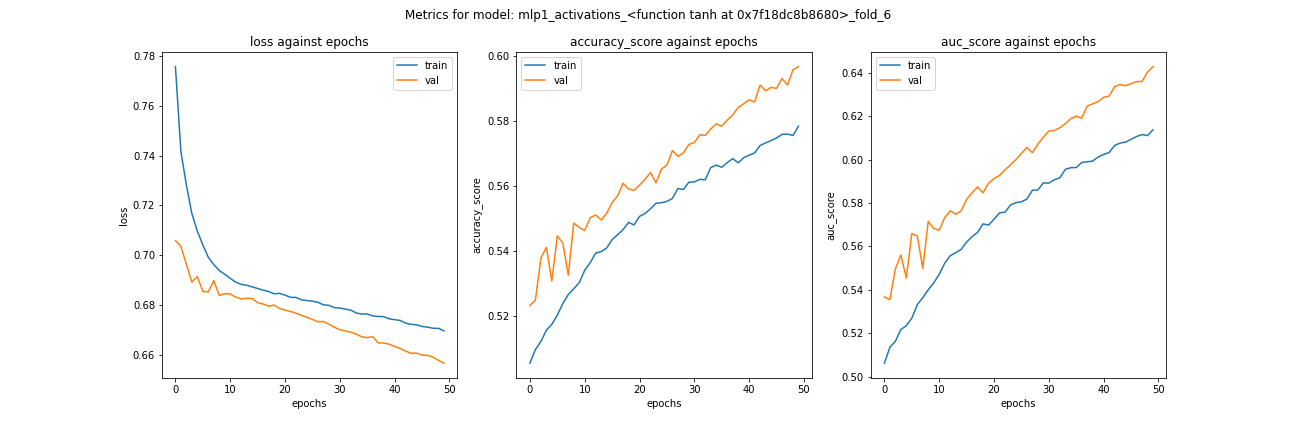 Metrics for model: mlp1_activations_<function tanh at 0x7f18dc8b8680>_fold_6
loss against epochs
train
val
0.78
0.76
0.74
0.72
0.70
0.68
0.66
loss
0
10
20
30
40
50
epochs
accuracy_score against epochs
train
val
0.60
0.58
0.56
0.54
0.52
accuracy_score
0
10
20
30
40
50
epochs
auc_score against epochs
train
val
0.64
0.62
0.60
0.58
0.56
0.54
0.52
0.50
auc_score
0
10
20
30
40
50
epochs